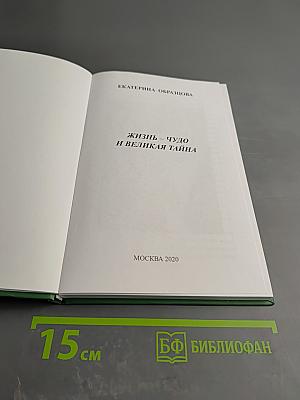 ЕКАТЕРИНА ОБРАЗЦОВА
ЖИЗНЬ – ЧУДО
И ВЕЛИКАЯ ТАЙНА
МОСКВА 2020
15 см
БФ БИБЛИОФАН